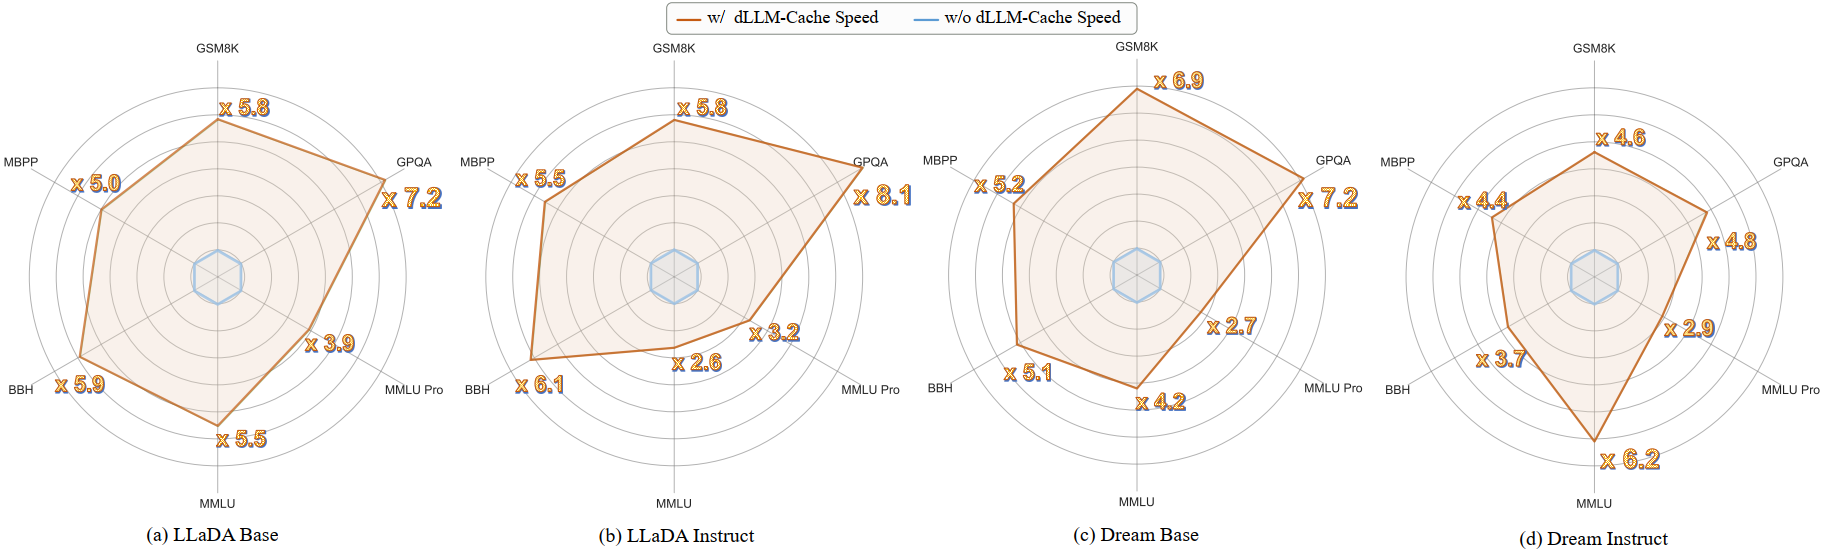 w/ dLLM-Cache Speed
w/o dLLM-Cache Speed
GSM8K
x 5.8
MBPP
GPQA
x 5.0
x 7.2
x 3.9
BBH
x 5.9
MMLU Pro
x 5.5
MMLU
(a) LLaDA Base
GSM8K
x 5.8
MBPP
GPQA
x 5.5
x 8.1
x 3.2
x 2.6
BBH
x 6.1
MMLU Pro
MMLU
(b) LLaDA Instruct
GSM8K
x 6.9
MBPP
GPQA
x 5.2
x 7.2
x 2.7
x 5.1
BBH
MMLU Pro
x 4.2
MMLU
(c) Dream Base
GSM8K
x 4.6
MBPP
GPQA
x 4.4
x 4.8
x 2.9
x 3.7
BBH
MMLU Pro
x 6.2
MMLU
(d) Dream Instruct